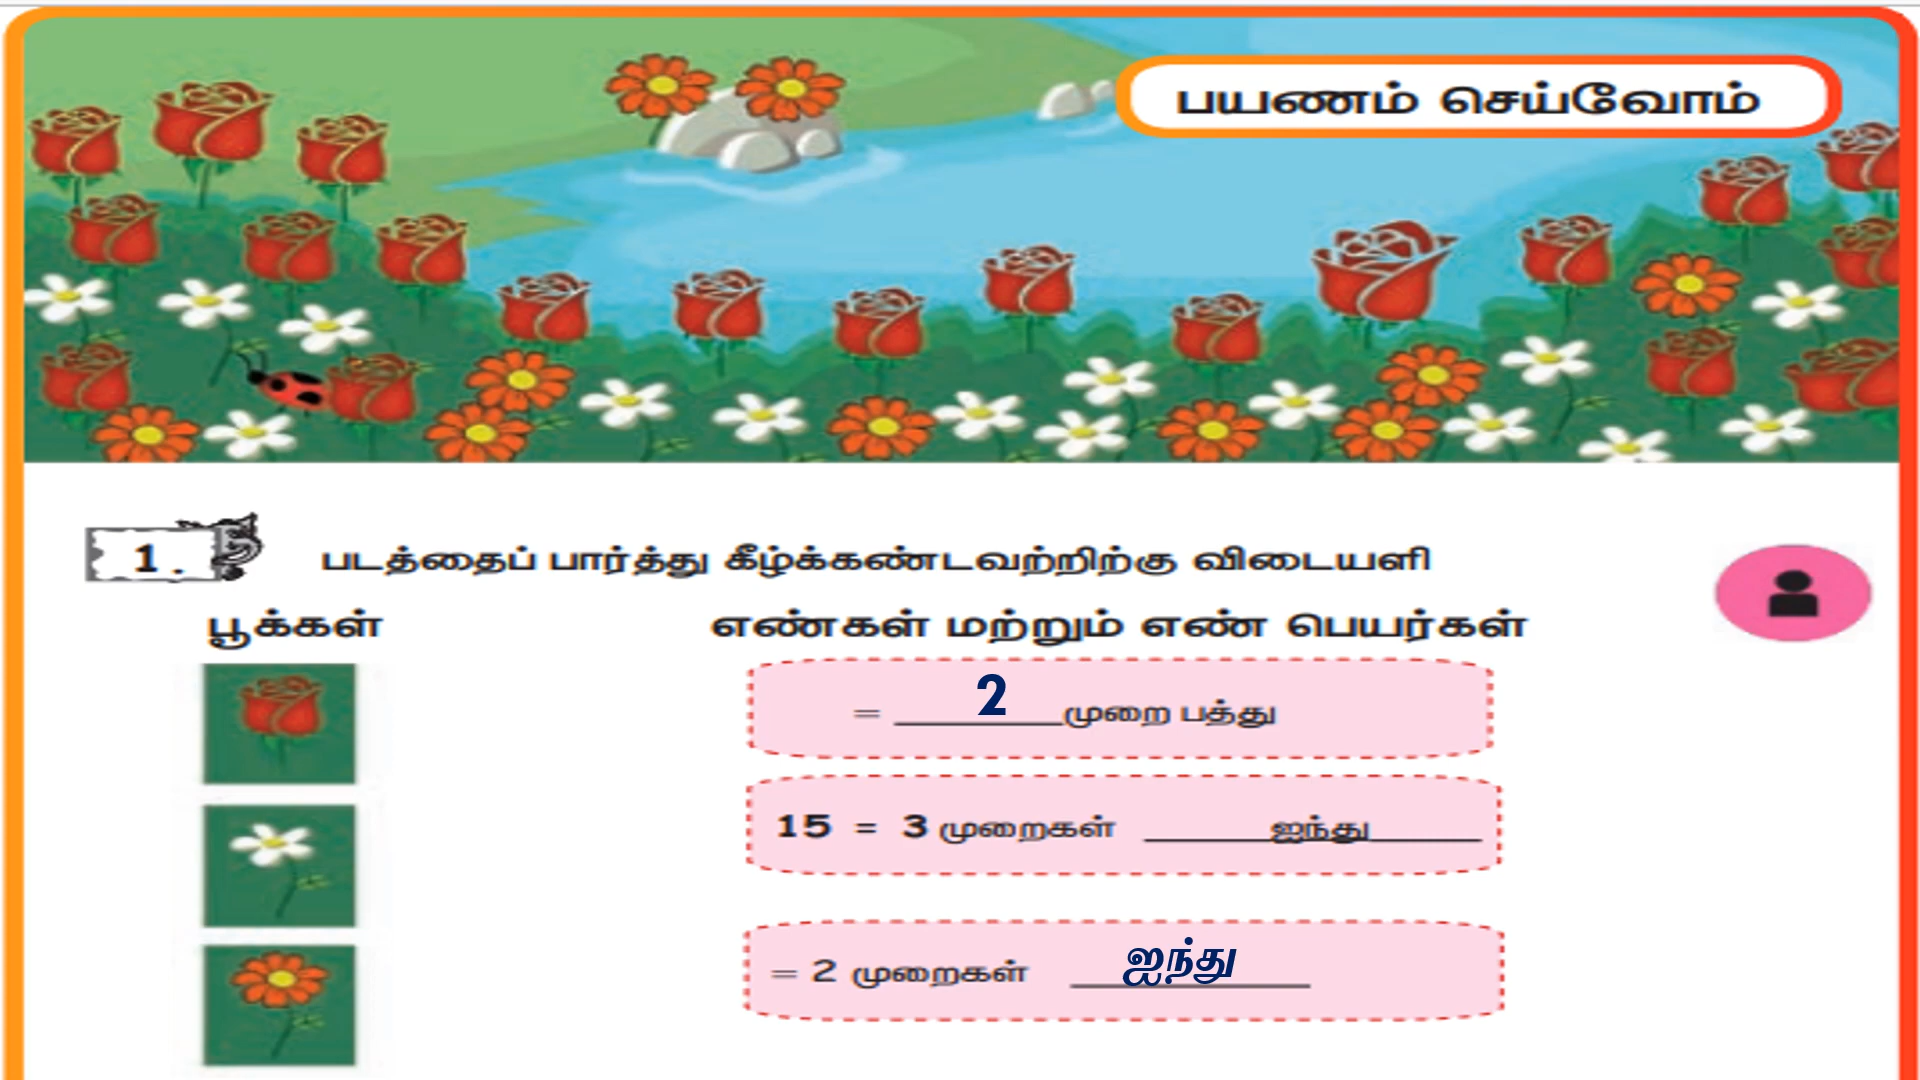 பயணம் செய்வோம்
1. படத்தைப் பார்த்து கீழ்க்கண்டவற்றிற்கு விடையளி
பூக்கள் எண்கள் மற்றும் எண் பெயர்கள்
= 2 முறை பத்து
15 = 3 முறைகள் ஐந்து
= 2 முறைகள் ஐந்து